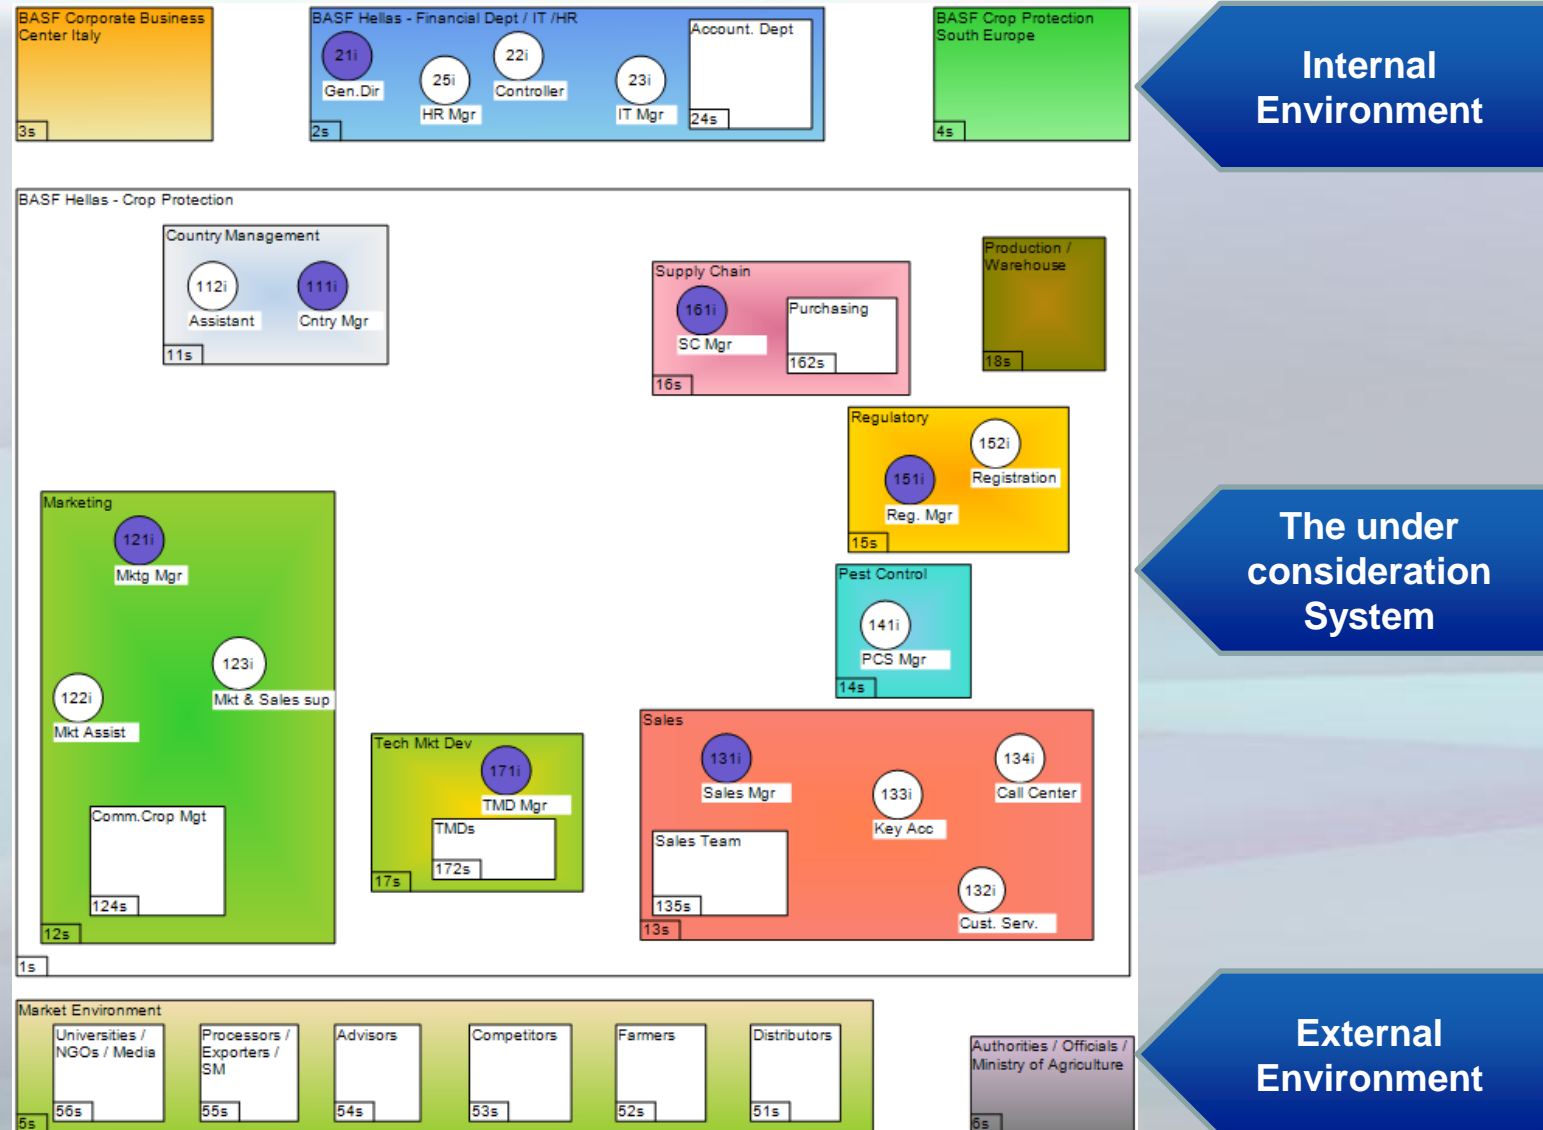 BASF Corporate Business
Center Italy
3s
BASF Hellas - Financial Dept / IT /HR
21i
Gen.Dir
25i
HR Mgr
22i
Controller
23i
IT Mgr
Account. Dept
24s
2s
BASF Crop Protection
South Europe
4s
Internal
Environment
BASF Hellas - Crop Protection
Country Management
112i
Assistant
111i
Cntry Mgr
11s
Supply Chain
161i
SC Mgr
Purchasing
162s
16s
Production /
Warehouse
18s
Regulatory
152i
Registration
151i
Reg. Mgr
15s
Marketing
121i
Mktg Mgr
123i
Mkt & Sales sup
122i
Mkt Assist
Comm.Crop Mgt
124s
12s
Pest Control
141i
PCS Mgr
14s
The under
consideration
System
Tech Mkt Dev
171i
TMD Mgr
TMDs
172s
17s
Sales
131i
Sales Mgr
133i
Key Acc
134i
Call Center
Sales Team
135s
132i
Cust. Serv.
13s
1s
Market Environment
Universities /
NGOs / Media
56s
Processors /
Exporters /
SM
55s
Advisors
54s
Competitors
53s
Farmers
52s
Distributors
51s
5s
Authorities / Officials /
Ministry of Agriculture
6s
External
Environment